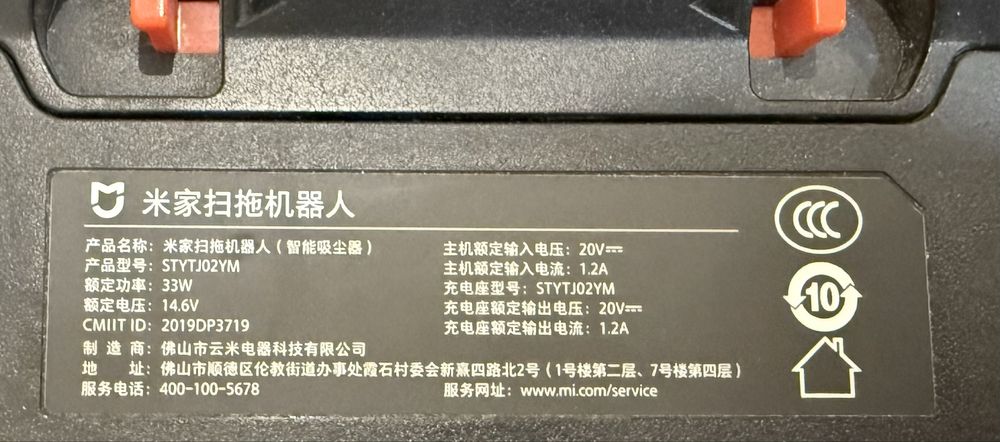 米家扫拖机器人
产品名称：米家扫拖机器人（智能吸尘器）
产品型号：STYTJ02YM
额定功率：33W
额定电压：14.6V
CMIIT ID：2019DP3719
主机额定输入电压：20V⎓
主机额定输入电流：1.2A
充电座型号：STYTJ02YM
充电座额定输出电压：20V⎓
充电座额定输出电流：1.2A
制 造 商：佛山市云米电器科技有限公司
地 址：佛山市顺德区伦教街道办事处霞石村委会新熹四路北2号（1号楼第二层、7号楼第四层）
服务电话：400-100-5678
服务网址：www.mi.com/service
CCC
10